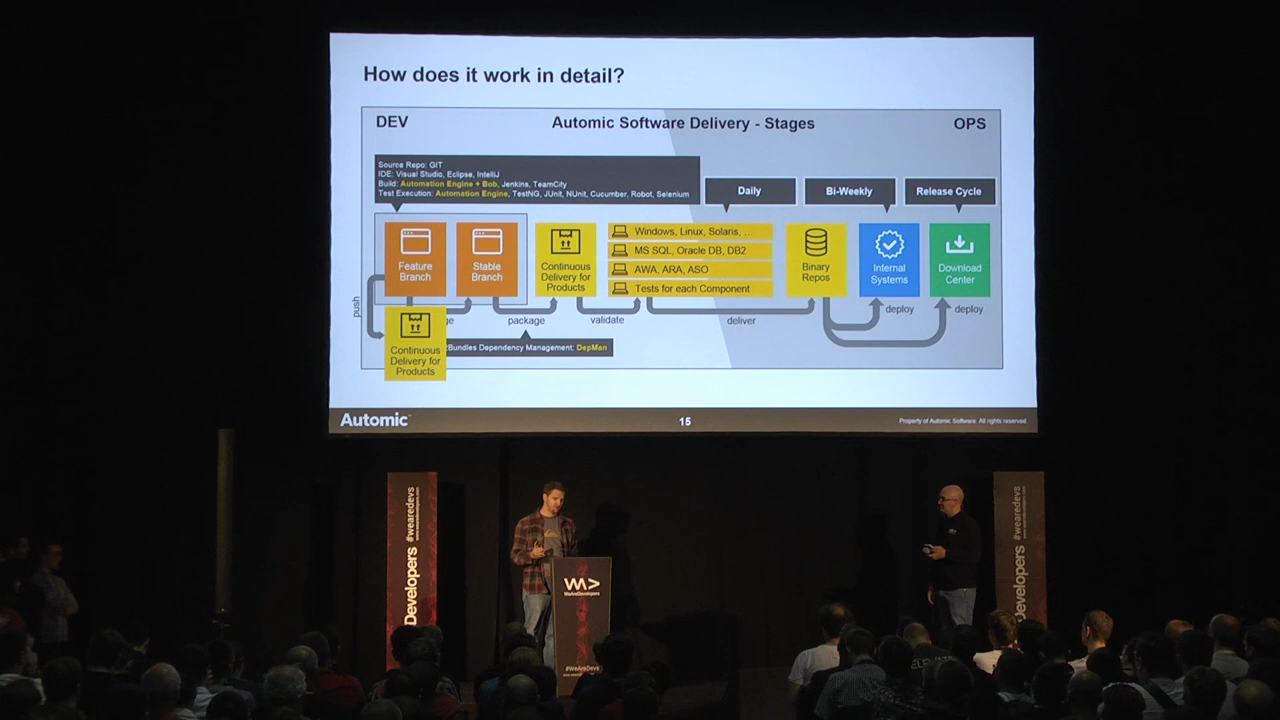 How does it work in detail?
DEV
Automic Software Delivery - Stages
OPS
Source Repo: GIT
IDE: Visual Studio, Eclipse, IntelliJ
Build: Automation Engine + Bob, Jenkins, TeamCity
Test Execution: Automation Engine, TestNG, JUnit, NUnit, Cucumber, Robot, Selenium
Daily
Bi-Weekly
Release Cycle
Feature
Branch
Stable
Branch
Continuous
Delivery for
Products
Windows, Linux, Solaris, ...
MS SQL, Oracle DB, DB2
AWA, ARA, ASO
Tests for each Component
Binary
Repos
Internal
Systems
Download
Center
push
ge
package
validate
deliver
deploy
deploy
Continuous
Delivery for
Products
Bundles Dependency Management: DepMan
Automic
15
Property of Automic Software. All rights reserved
Developers #wearedevs
WeAreDevelopers
#WeAreDevs
Developers #wearedevs